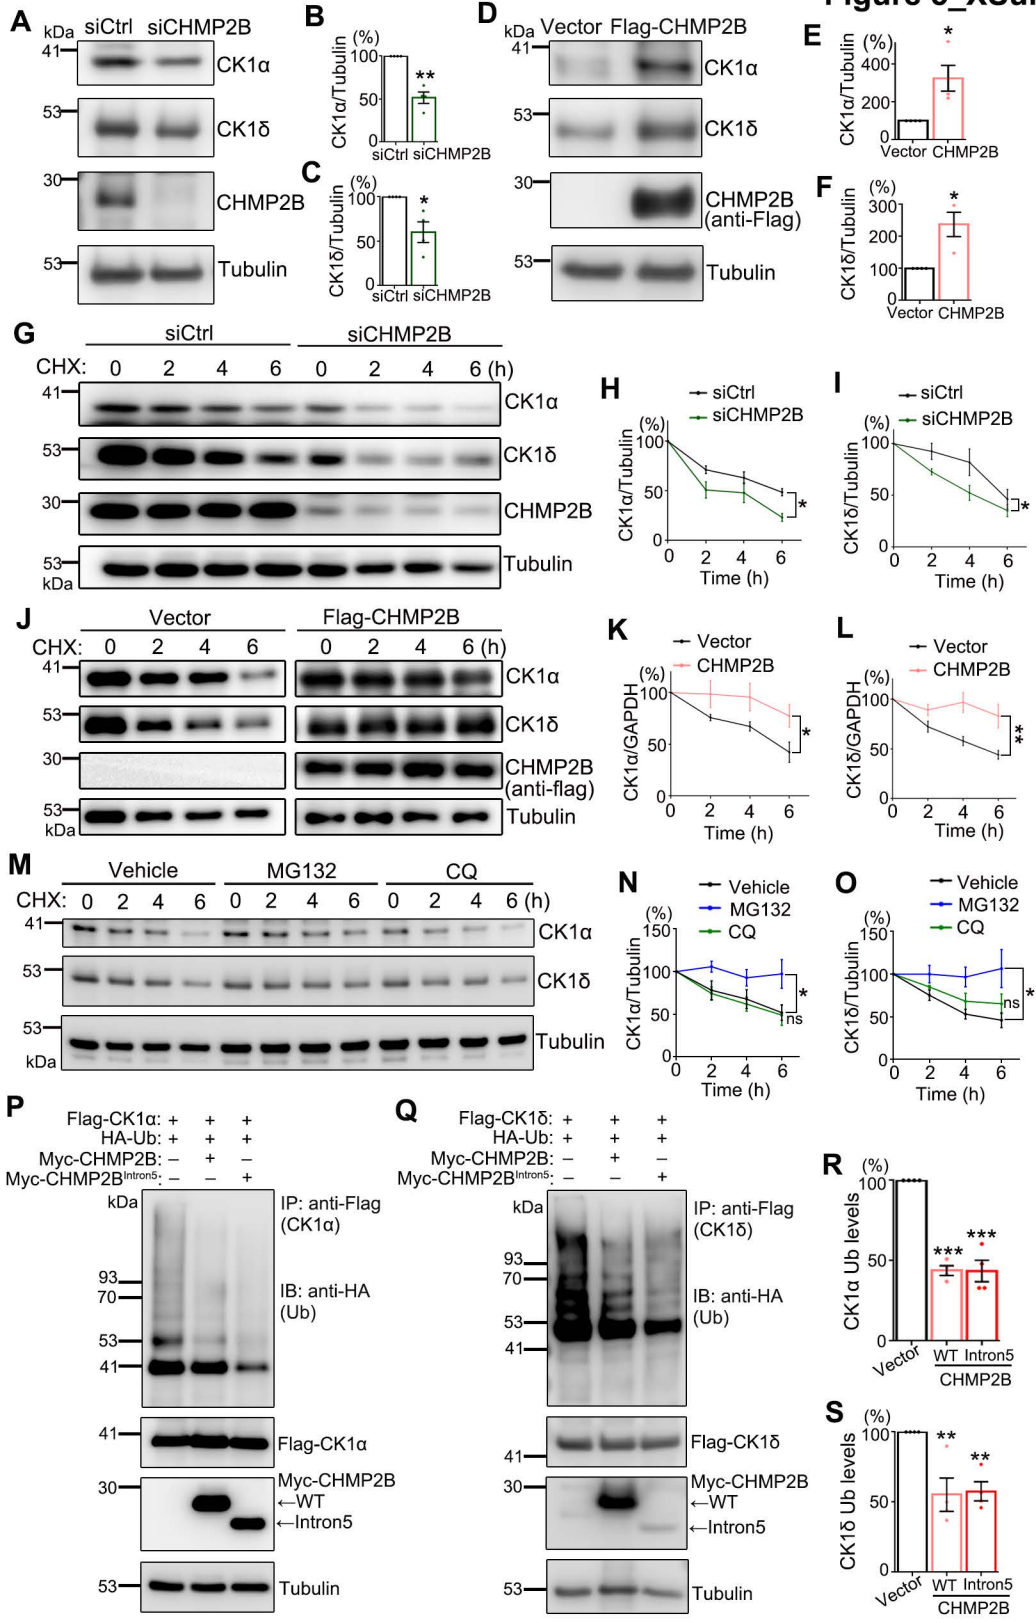 A
kDa siCtrl siCHMP2B
41
CK1α
53
CK1δ
30
CHMP2B
53
Tubulin
B
(%)
100
50
0
CK1α/Tubulin
**
siCtrl siCHMP2B
C
(%)
100
50
0
CK1δ/Tubulin
*
siCtrl siCHMP2B
D
kDa Vector Flag-CHMP2B
41
CK1α
53
CK1δ
30
CHMP2B
(anti-Flag)
53
Tubulin
E
(%)
400
200
0
CK1α/Tubulin
*
Vector CHMP2B
F
(%)
300
200
100
0
CK1δ/Tubulin
*
Vector CHMP2B
G
siCtrl siCHMP2B
CHX: 0 2 4 6 0 2 4 6 (h)
41
CK1α
53
CK1δ
30
CHMP2B
53
kDa
Tubulin
H
siCtrl
siCHMP2B
(%)
100
50
0
CK1α/Tubulin
*
0 2 4 6
Time (h)
I
siCtrl
siCHMP2B
(%)
100
50
0
CK1δ/Tubulin
*
0 2 4 6
Time (h)
J
Vector Flag-CHMP2B
CHX: 0 2 4 6 0 2 4 6 (h)
41
CK1α
53
CK1δ
30
CHMP2B
(anti-flag)
53
kDa
Tubulin
K
Vector
CHMP2B
(%)
100
50
0
CK1α/GAPDH
*
0 2 4 6
Time (h)
L
Vector
CHMP2B
(%)
100
50
0
CK1δ/GAPDH
**
0 2 4 6
Time (h)
M
Vehicle MG132 CQ
CHX: 0 2 4 6 0 2 4 6 0 2 4 6 (h)
41
CK1α
53
CK1δ
53
kDa
Tubulin
N
Vehicle
MG132
CQ
(%)
150
100
50
0
CK1α/Tubulin
*
ns
0 2 4 6
Time (h)
O
Vehicle
MG132
CQ
(%)
150
100
50
0
CK1δ/Tubulin
*
ns
0 2 4 6
Time (h)
P
Flag-CK1α: + + +
HA-Ub: + + +
Myc-CHMP2B: – + –
Myc-CHMP2BIntron5: – – +
kDa
IP: anti-Flag
(CK1α)
93
70
IB: anti-HA
(Ub)
53
41
41
Flag-CK1α
30
Myc-CHMP2B
←WT
←Intron5
53
Tubulin
Q
Flag-CK1δ: + + +
HA-Ub: + + +
Myc-CHMP2B: – + –
Myc-CHMP2BIntron5: – – +
kDa
IP: anti-Flag
(CK1δ)
93
70
IB: anti-HA
(Ub)
53
41
Flag-CK1δ
41
30
Myc-CHMP2B
←WT
←Intron5
53
Tubulin
R
(%)
100
50
0
CK1α Ub levels
*** ***
Vector WT Intron5
CHMP2B
S
(%)
100
50
0
CK1δ Ub levels
** **
Vector WT Intron5
CHMP2B